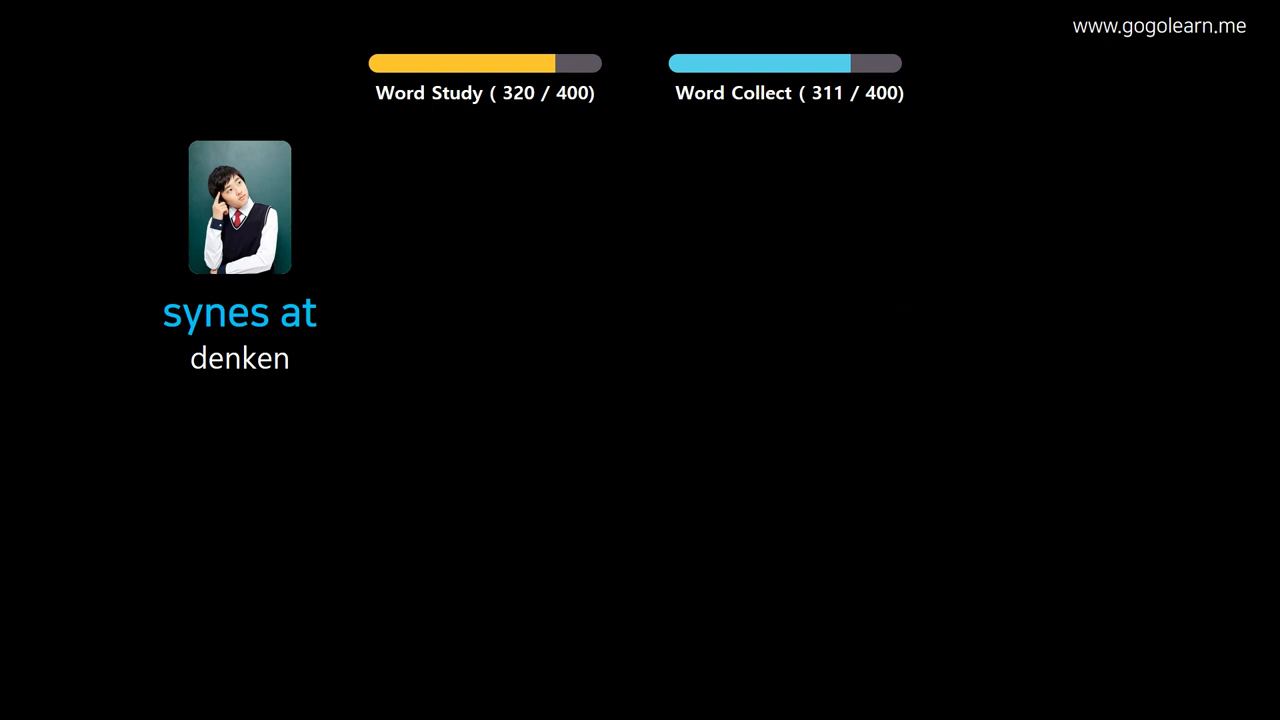 www.gogolearn.me
Word Study ( 320 / 400)
Word Collect ( 311 / 400)
synes at
denken